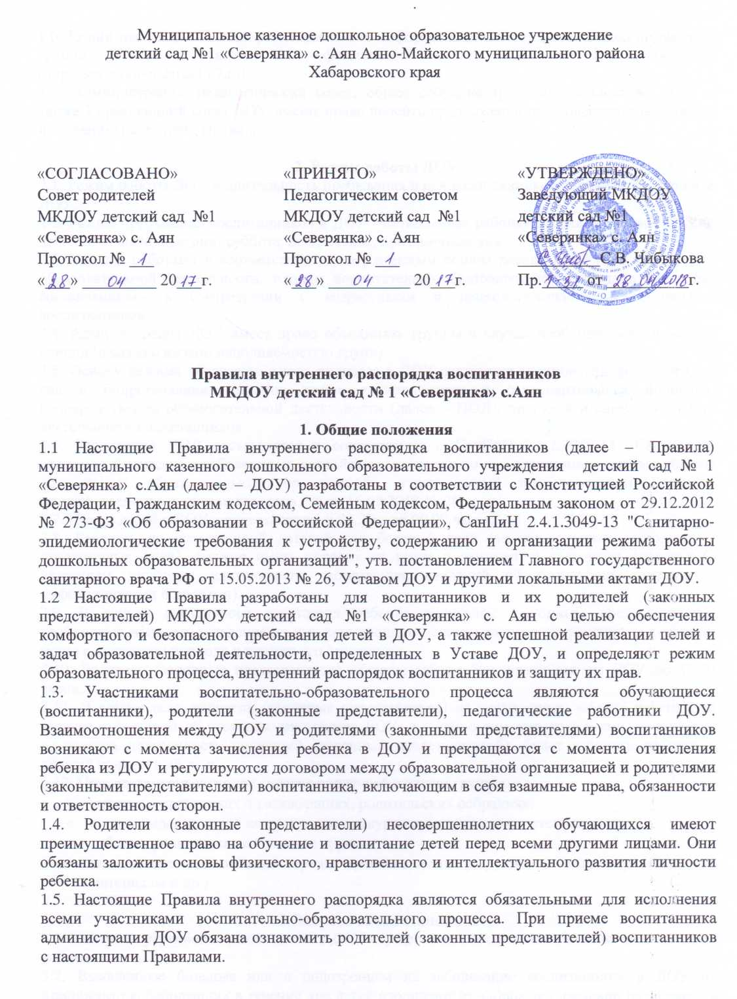 Муниципальное казенное дошкольное образовательное учреждение
детский сад №1 «Северянка» с. Аян Аяно-Майского муниципального района
Хабаровского края
«СОГЛАСОВАНО»
Совет родителей
МКДОУ детский сад №1
«Северянка» с. Аян
Протокол № 1
«28» 04 2017г.
«ПРИНЯТО»
Педагогическим советом
МКДОУ детский сад №1
«Северянка» с. Аян
Протокол № 1
«28» 04 2017г.
«УТВЕРЖДЕНО»
Заведующий МКДОУ
детский сад №1
«Северянка» с. Аян
С.В. Чибыкова
Пр. от 28.04.2018г.
Правила внутреннего распорядка воспитанников
МКДОУ детский сад № 1 «Северянка» с.Аян
1. Общие положения
1.1 Настоящие Правила внутреннего распорядка воспитанников (далее – Правила)
муниципального казенного дошкольного образовательного учреждения детский сад № 1
«Северянка» с.Аян (далее – ДОУ) разработаны в соответствии с Конституцией Российской
Федерации, Гражданским кодексом, Семейным кодексом, Федеральным законом от 29.12.2012
№ 273-ФЗ «Об образовании в Российской Федерации», СанПиН 2.4.1.3049-13 "Санитарно-
эпидемиологические требования к устройству, содержанию и организации режима работы
дошкольных образовательных организаций", утв. постановлением Главного государственного
санитарного врача РФ от 15.05.2013 № 26, Уставом ДОУ и другими локальными актами ДОУ.
1.2 Настоящие Правила разработаны для воспитанников и их родителей (законных
представителей) МКДОУ детский сад №1 «Северянка» с. Аян с целью обеспечения
комфортного и безопасного пребывания детей в ДОУ, а также успешной реализации целей и
задач образовательной деятельности, определенных в Уставе ДОУ, и определяют режим
образовательного процесса, внутренний распорядок воспитанников и защиту их прав.
1.3. Участниками воспитательно-образовательного процесса являются обучающиеся
(воспитанники), родители (законные представители), педагогические работники ДОУ.
Взаимоотношения между ДОУ и родителями (законными представителями) воспитанников
возникают с момента зачисления ребенка в ДОУ и прекращаются с момента отчисления
ребенка из ДОУ и регулируются договором между образовательной организацией и родителями
(законными представителями) воспитанника, включающим в себя взаимные права, обязанности
и ответственность сторон.
1.4. Родители (законные представители) несовершеннолетних обучающихся имеют
преимущественное право на обучение и воспитание детей перед всеми другими лицами. Они
обязаны заложить основы физического, нравственного и интеллектуального развития личности
ребенка.
1.5. Настоящие Правила внутреннего распорядка являются обязательными для исполнения
всеми участниками воспитательно-образовательного процесса. При приеме воспитанника
администрация ДОУ обязана ознакомить родителей (законных представителей) воспитанников
с настоящими Правилами.